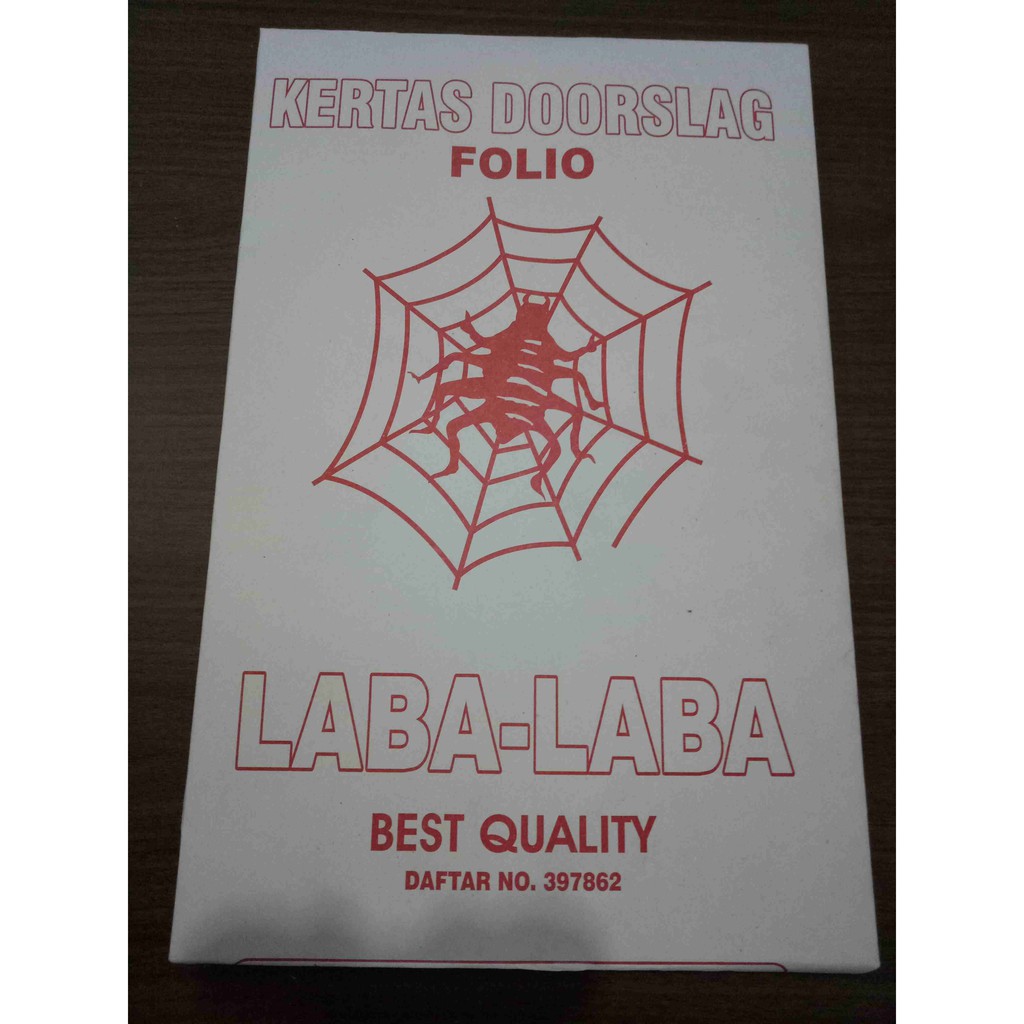 KERTAS DOORSLAG
FOLIO
LABA-LABA
BEST QUALITY
DAFTAR NO. 397862